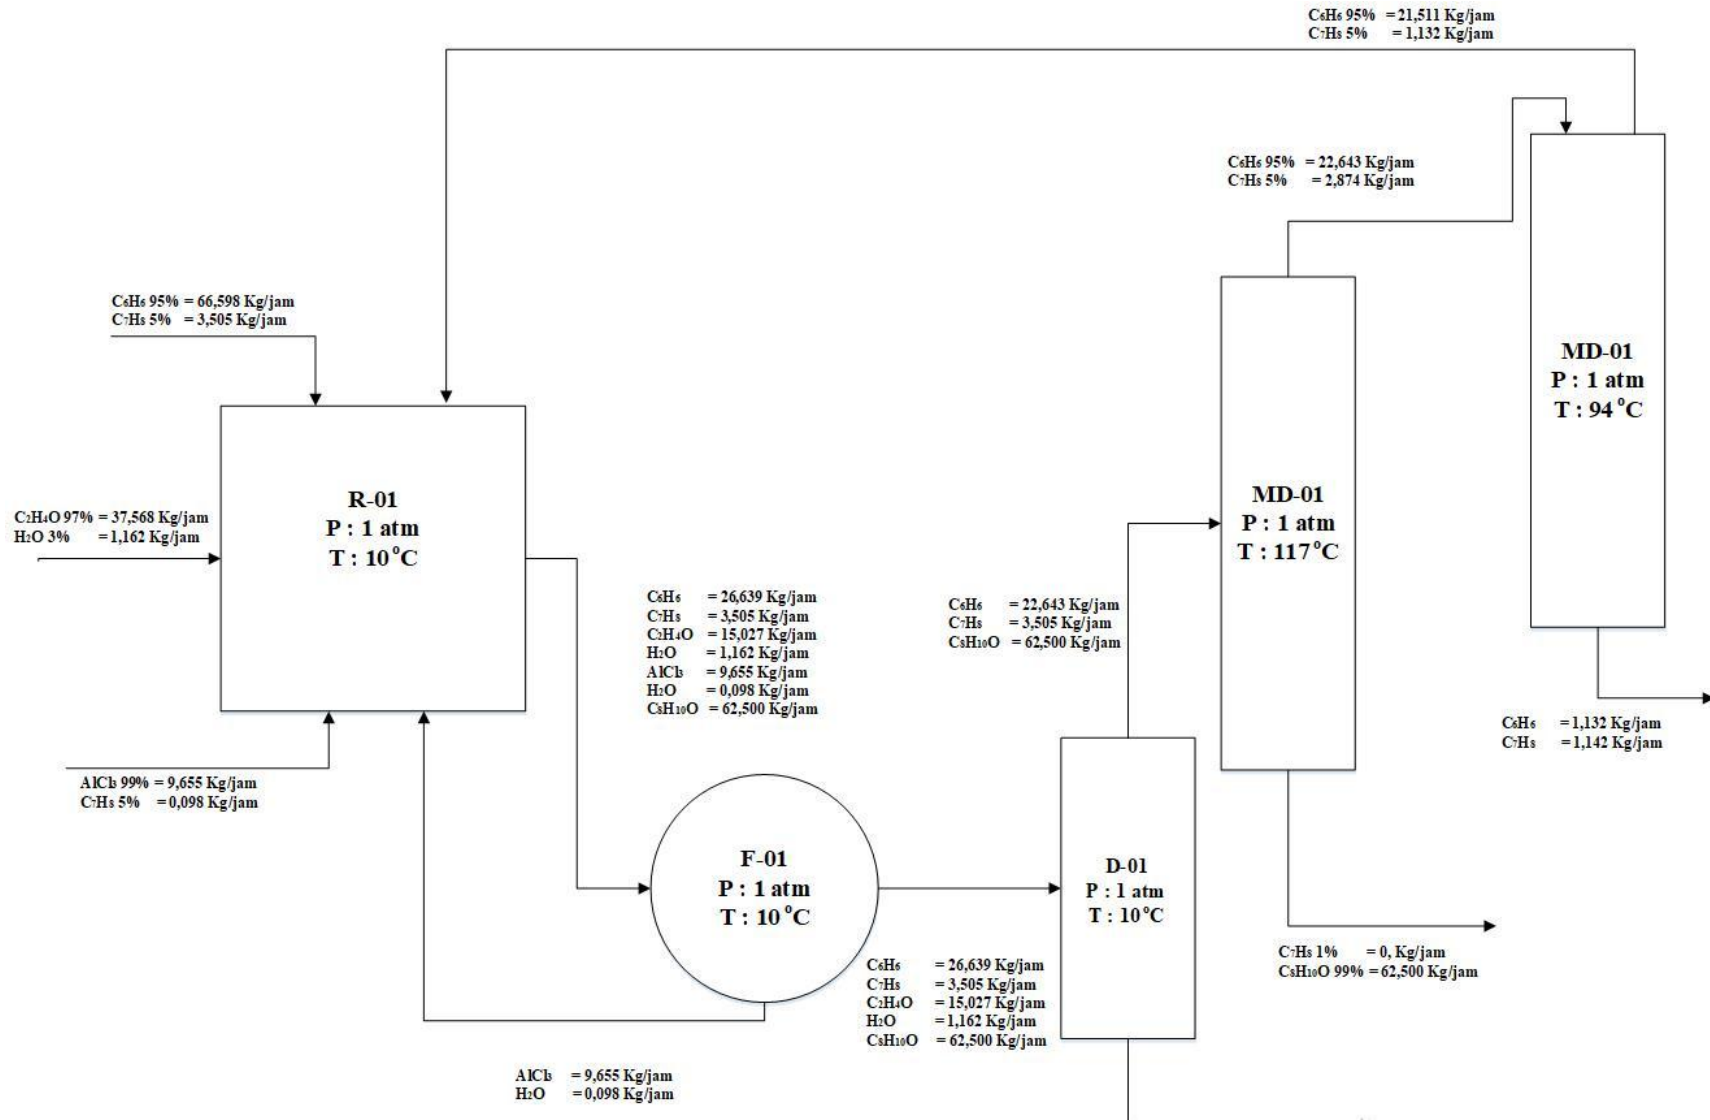 C₆H₆ 95% = 21,511 Kg/jam
C₇H₈ 5% = 1,132 Kg/jam
C₆H₆ 95% = 22,643 Kg/jam
C₇H₈ 5% = 2,874 Kg/jam
C₆H₆ 95% = 66,598 Kg/jam
C₇H₈ 5% = 3,505 Kg/jam
MD-01
P : 1 atm
T : 94 °C
R-01
P : 1 atm
T : 10 °C
MD-01
P : 1 atm
T : 117 °C
C₂H₄O 97% = 37,568 Kg/jam
H₂O 3% = 1,162 Kg/jam
C₆H₆ = 26,639 Kg/jam
C₇H₈ = 3,505 Kg/jam
C₂H₄O = 15,027 Kg/jam
H₂O = 1,162 Kg/jam
AlCl₃ = 9,655 Kg/jam
H₂O = 0,098 Kg/jam
C₈H₁₀O = 62,500 Kg/jam
C₆H₆ = 22,643 Kg/jam
C₇H₈ = 3,505 Kg/jam
C₈H₁₀O = 62,500 Kg/jam
C₆H₆ = 1,132 Kg/jam
C₇H₈ = 1,142 Kg/jam
AlCl₃ 99% = 9,655 Kg/jam
C₇H₈ 5% = 0,098 Kg/jam
F-01
P : 1 atm
T : 10 °C
D-01
P : 1 atm
T : 10 °C
C₇H₈ 1% = 0, Kg/jam
C₈H₁₀O 99% = 62,500 Kg/jam
C₆H₆ = 26,639 Kg/jam
C₇H₈ = 3,505 Kg/jam
C₂H₄O = 15,027 Kg/jam
H₂O = 1,162 Kg/jam
C₈H₁₀O = 62,500 Kg/jam
AlCl₃ = 9,655 Kg/jam
H₂O = 0,098 Kg/jam